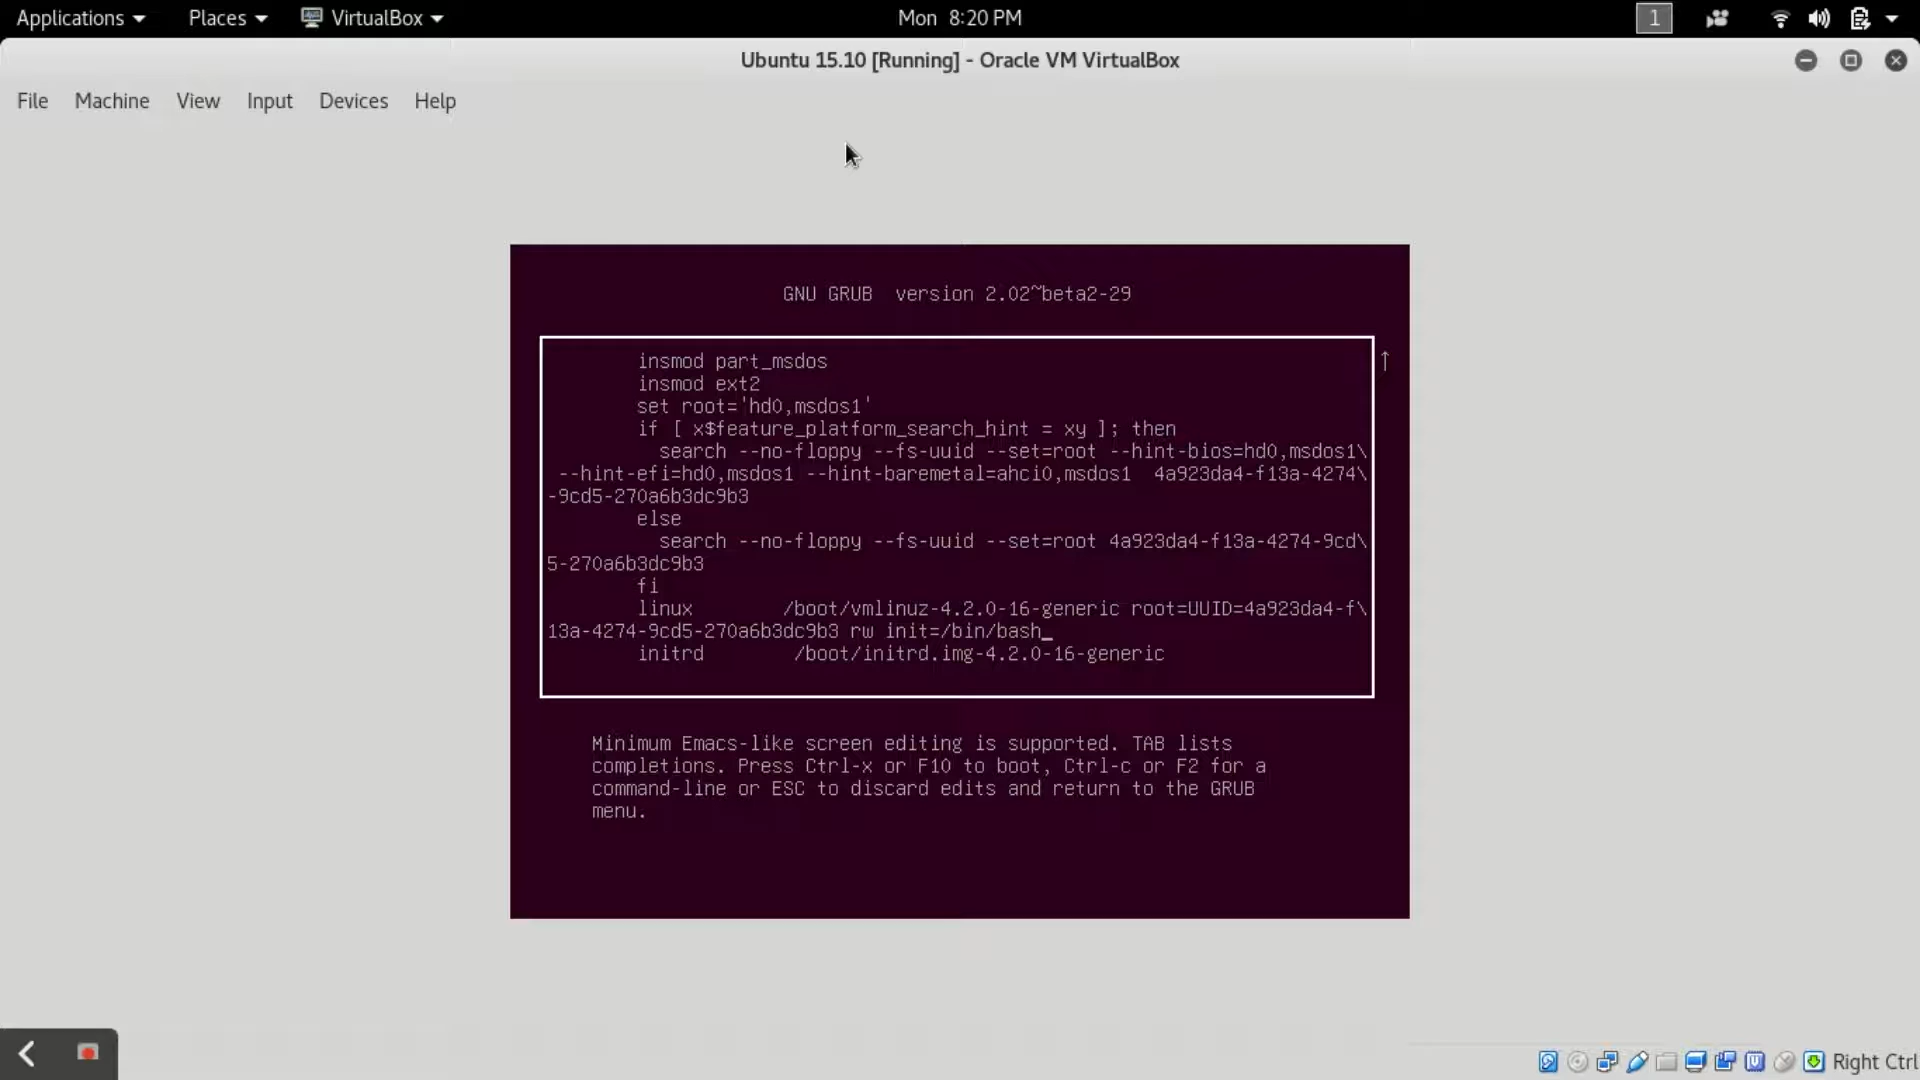 Applications Places VirtualBox Mon 8:20 PM 1
Ubuntu 15.10 [Running] - Oracle VM VirtualBox
File Machine View Input Devices Help
GNU GRUB version 2.02~beta2-29
insmod part_msdos
insmod ext2
set root='hd0,msdos1'
if [ x$feature_platform_search_hint = xy ]; then
search --no-floppy --fs-uuid --set=root --hint-bios=hd0,msdos1\
--hint-efi=hd0,msdos1 --hint-baremetal=ahci0,msdos1 4a923da4-f13a-4274\
-9cd5-270a6b3dc9b3
else
search --no-floppy --fs-uuid --set=root 4a923da4-f13a-4274-9cd\
5-270a6b3dc9b3
fi
linux /boot/vmlinuz-4.2.0-16-generic root=UUID=4a923da4-f\
13a-4274-9cd5-270a6b3dc9b3 rw init=/bin/bash_
initrd /boot/initrd.img-4.2.0-16-generic
Minimum Emacs-like screen editing is supported. TAB lists
completions. Press Ctrl-x or F10 to boot, Ctrl-c or F2 for a
command-line or ESC to discard edits and return to the GRUB
menu.
Right Ctrl